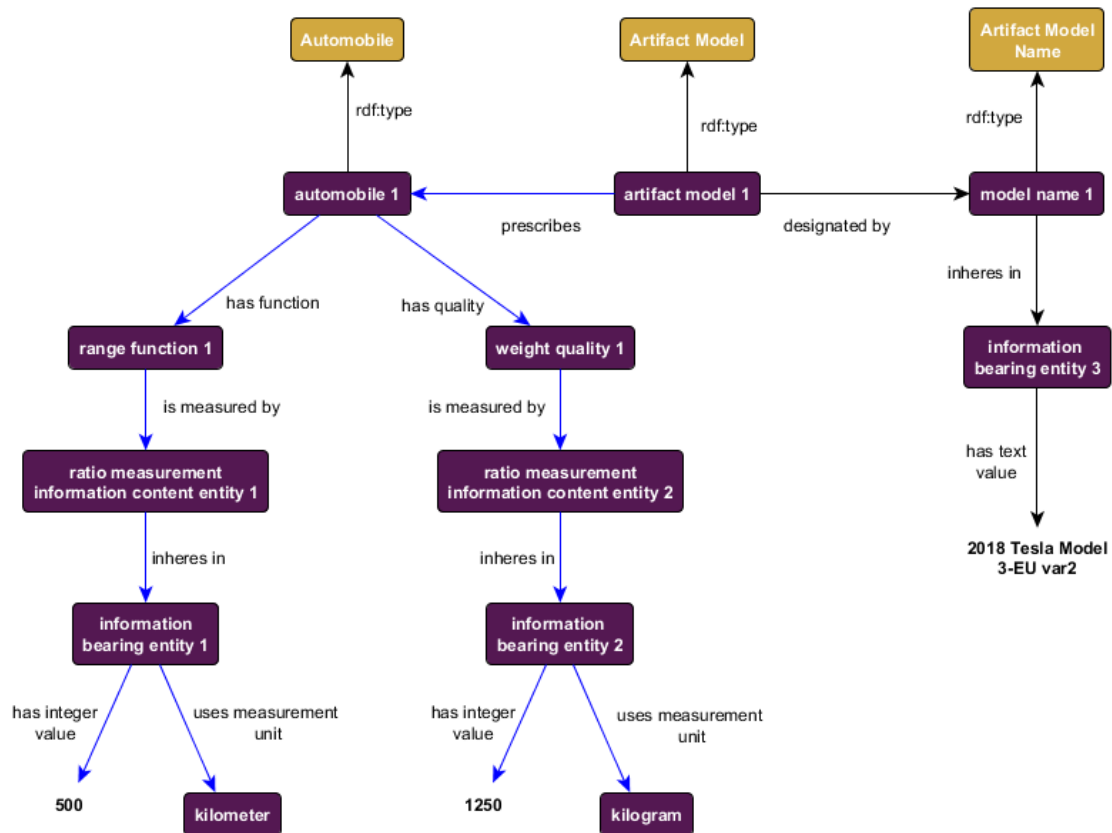 Automobile
Artifact Model
Artifact Model
Name
rdf:type
rdf:type
rdf:type
automobile 1
artifact model 1
model name 1
prescribes
designated by
has function
has quality
inheres in
range function 1
weight quality 1
information
bearing entity 3
is measured by
is measured by
has text
value
ratio measurement
information content entity 1
ratio measurement
information content entity 2
2018 Tesla Model
3-EU var2
inheres in
inheres in
information
bearing entity 1
information
bearing entity 2
has integer
value
uses measurement
unit
has integer
value
uses measurement
unit
500
kilometer
1250
kilogram